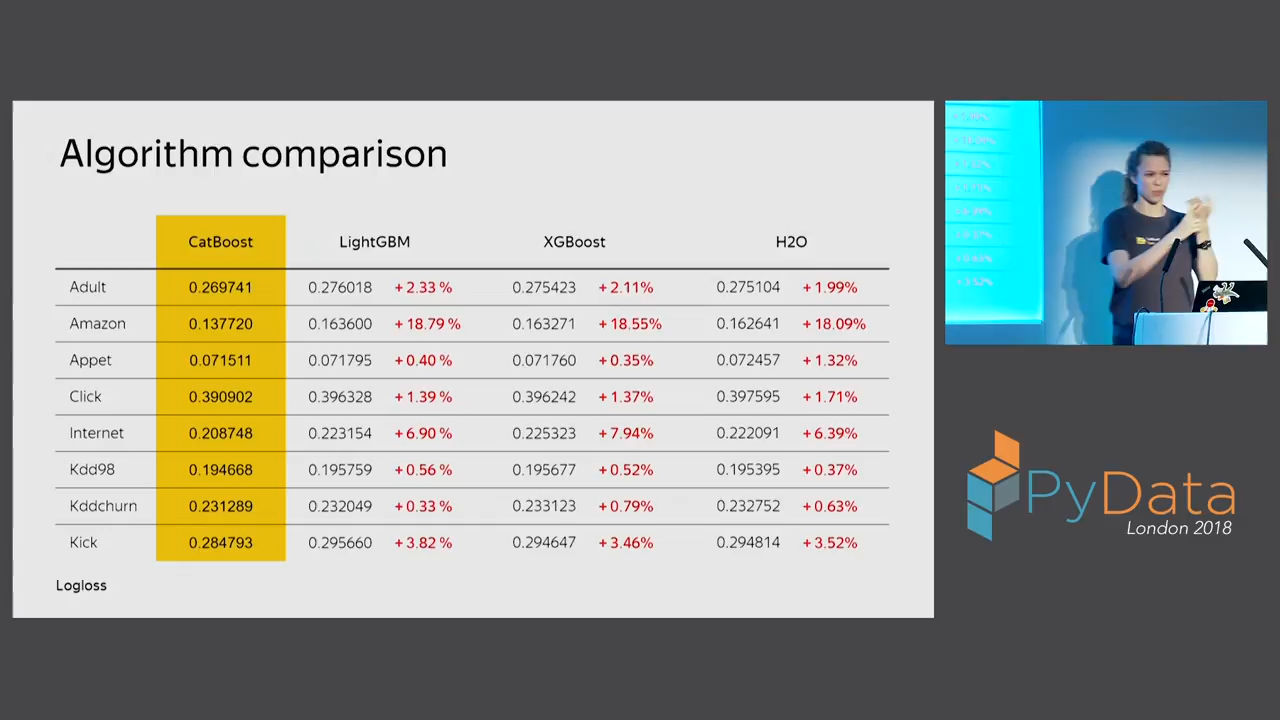 Algorithm comparison
CatBoost LightGBM XGBoost H2O
Adult 0.269741 0.276018 + 2.33 % 0.275423 + 2.11% 0.275104 + 1.99%
Amazon 0.137720 0.163600 + 18.79 % 0.163271 + 18.55% 0.162641 + 18.09%
Appet 0.071511 0.071795 + 0.40 % 0.071760 + 0.35% 0.072457 + 1.32%
Click 0.390902 0.396328 + 1.39 % 0.396242 + 1.37% 0.397595 + 1.71%
Internet 0.208748 0.223154 + 6.90 % 0.225323 + 7.94% 0.222091 + 6.39%
Kdd98 0.194668 0.195759 + 0.56 % 0.195677 + 0.52% 0.195395 + 0.37%
Kddchurn 0.231289 0.232049 + 0.33 % 0.233123 + 0.79% 0.232752 + 0.63%
Kick 0.284793 0.295660 + 3.82 % 0.294647 + 3.46% 0.294814 + 3.52%
Logloss
PyData
London 2018